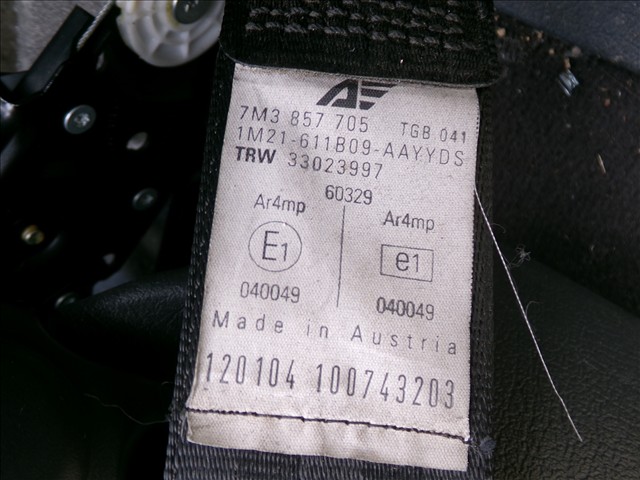 AE
7M3 857 705 TGB 041
1M21-611B09-AAYYDS
TRW 33023997
60329
Ar4mp Ar4mp
E1 e1
040049 040049
Made in Austria
120104 100743203